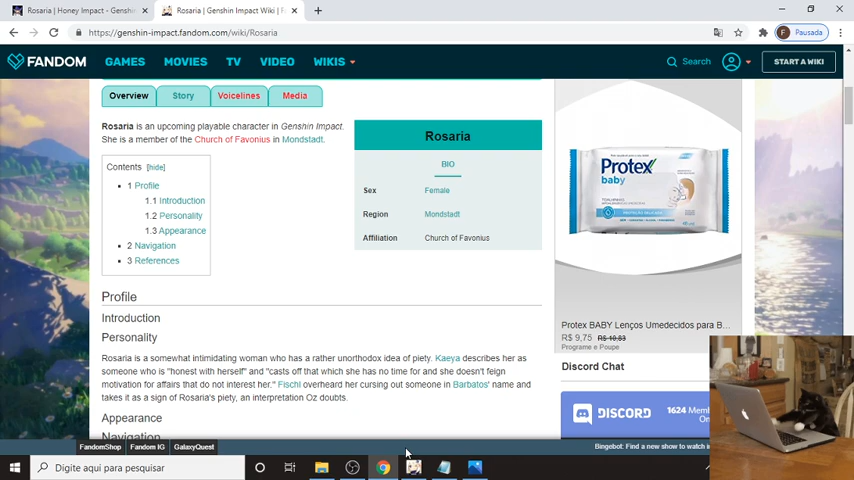 Rosaria | Honey Impact - Genshin
Rosaria | Genshin Impact Wiki | F
https://genshin-impact.fandom.com/wiki/Rosaria
F Pausada
FANDOM
GAMES
MOVIES
TV
VIDEO
WIKIS
Search
START A WIKI
Overview
Story
Voicelines
Media
Rosaria is an upcoming playable character in Genshin Impact.
She is a member of the Church of Favonius in Mondstadt.
Contents [hide]
1 Profile
1.1 Introduction
1.2 Personality
1.3 Appearance
2 Navigation
3 References
Rosaria
BIO
Sex Female
Region Mondstadt
Affiliation Church of Favonius
Profile
Introduction
Personality
Rosaria is a somewhat intimidating woman who has a rather unorthodox idea of piety. Kaeya describes her as
someone who is "honest with herself" and "casts off that which she has no time for and she doesn't feign
motivation for affairs that do not interest her." Fischl overheard her cursing out someone in Barbatos' name and
takes it as a sign of Rosaria's piety, an interpretation Oz doubts.
Appearance
Navigation
Protex
baby
Protex BABY Lenços Umedecidos para B...
R$ 9,75 R$ 10,83
Programe e Poupe
Discord Chat
DISCORD
1624 Memb
On
FandomShop
Fandom IG
GalaxyQuest
Bingebot: Find a new show to watch in
Digite aqui para pesquisar